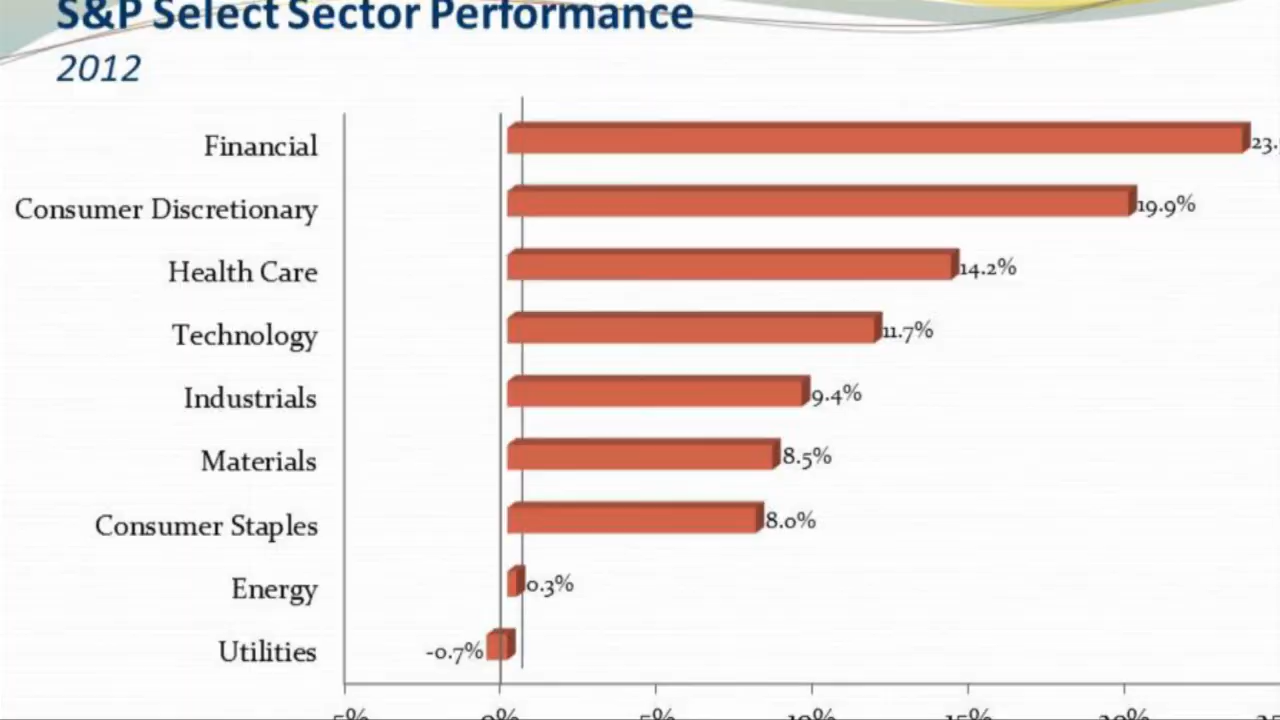 S&P Select Sector Performance
2012
Financial
Consumer Discretionary 19.9%
Health Care 14.2%
Technology 11.7%
Industrials 9.4%
Materials 8.5%
Consumer Staples 8.0%
Energy 0.3%
Utilities -0.7%